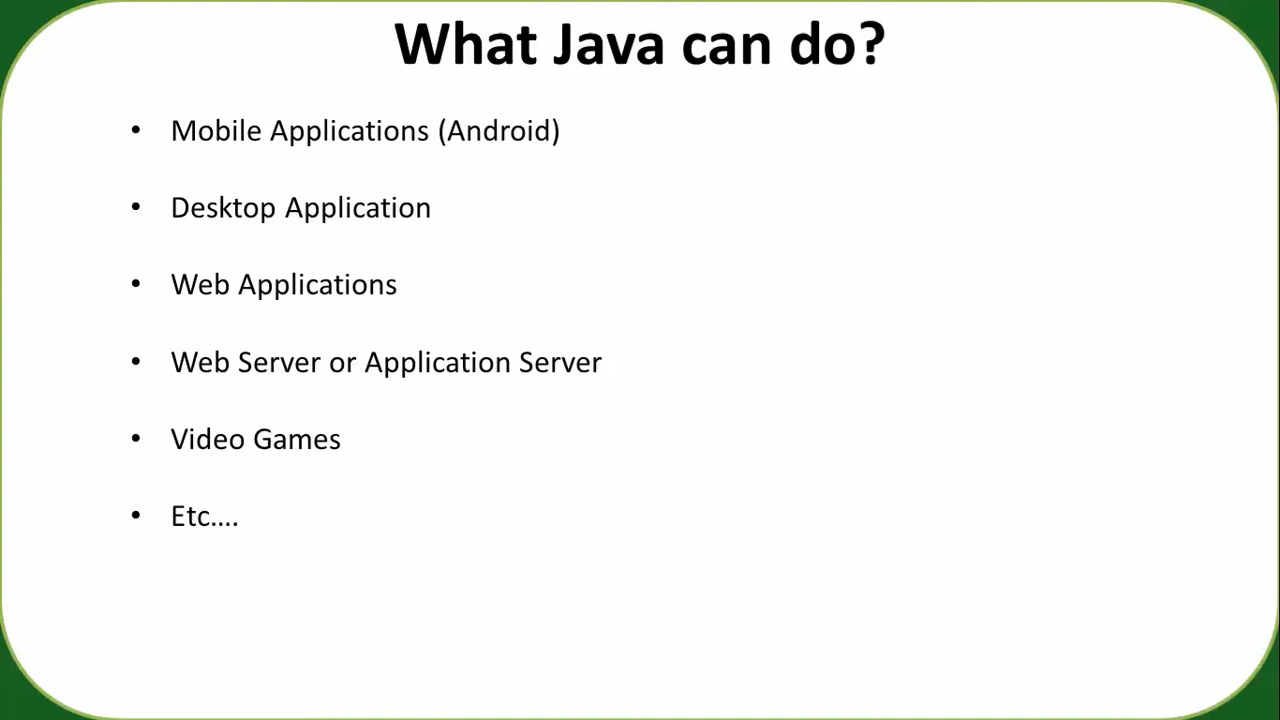 What Java can do?
• Mobile Applications (Android)
• Desktop Application
• Web Applications
• Web Server or Application Server
• Video Games
• Etc....